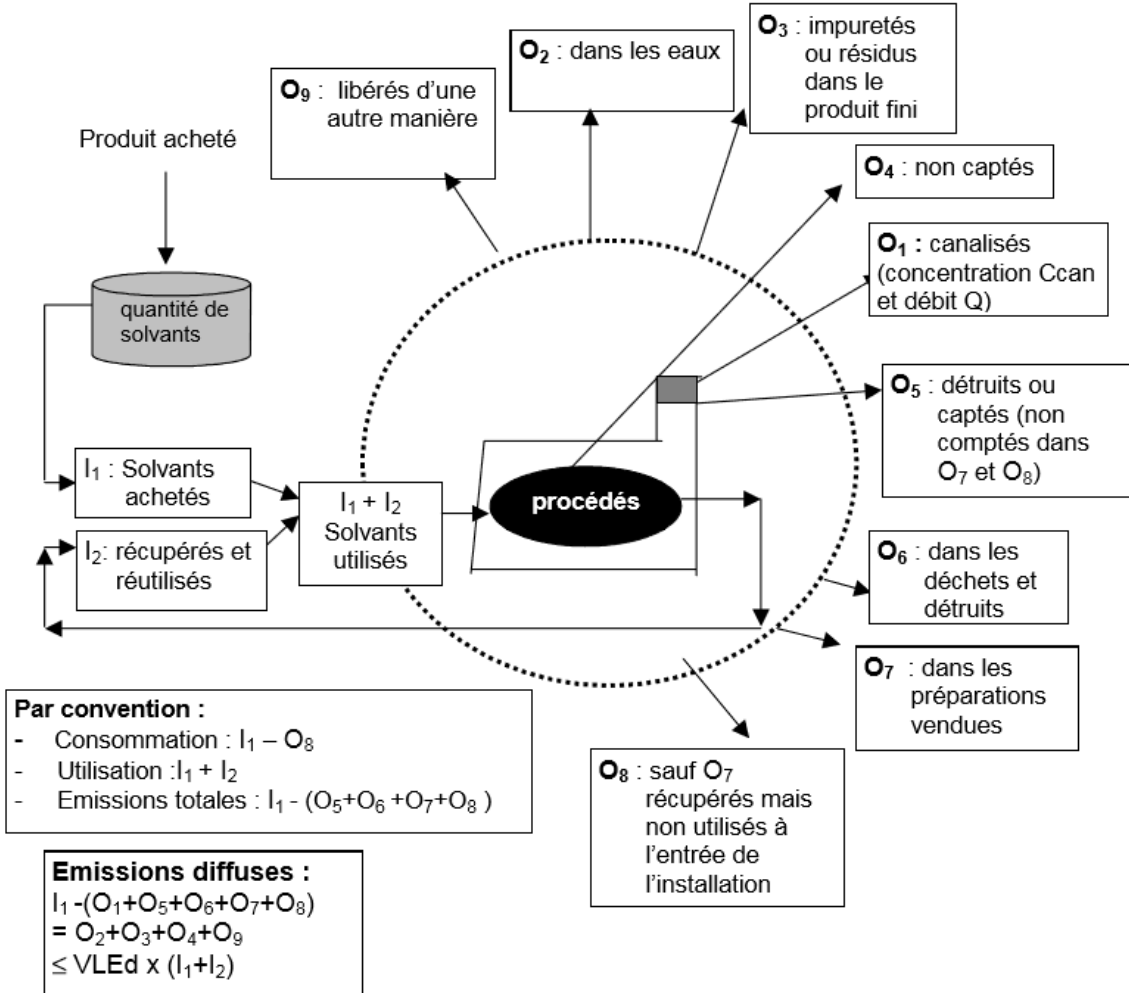 O₂ : dans les eaux
O₃ : impuretés
ou résidus
dans le
produit fini
O₉ : libérés d'une
autre manière
Produit acheté
O₄ : non captés
O₁ : canalisés
(concentration Ccan
et débit Q)
quantité de
solvants
O₅ : détruits ou
captés (non
comptés dans
O₇ et O₈)
I₁ : Solvants
achetés
I₁ + I₂
Solvants
utilisés
procédés
I₂: récupérés et
réutilisés
O₆ : dans les
déchets et
détruits
O₇ : dans les
préparations
vendues
Par convention :
- Consommation : I₁ – O₈
- Utilisation :I₁ + I₂
- Emissions totales : I₁ - (O₅+O₆ +O₇+O₈ )
O₈ : sauf O₇
récupérés mais
non utilisés à
l'entrée de
l'installation
Emissions diffuses :
I₁ -(O₁+O₅+O₆+O₇+O₈)
= O₂+O₃+O₄+O₉
≤ VLEd x (I₁+I₂)